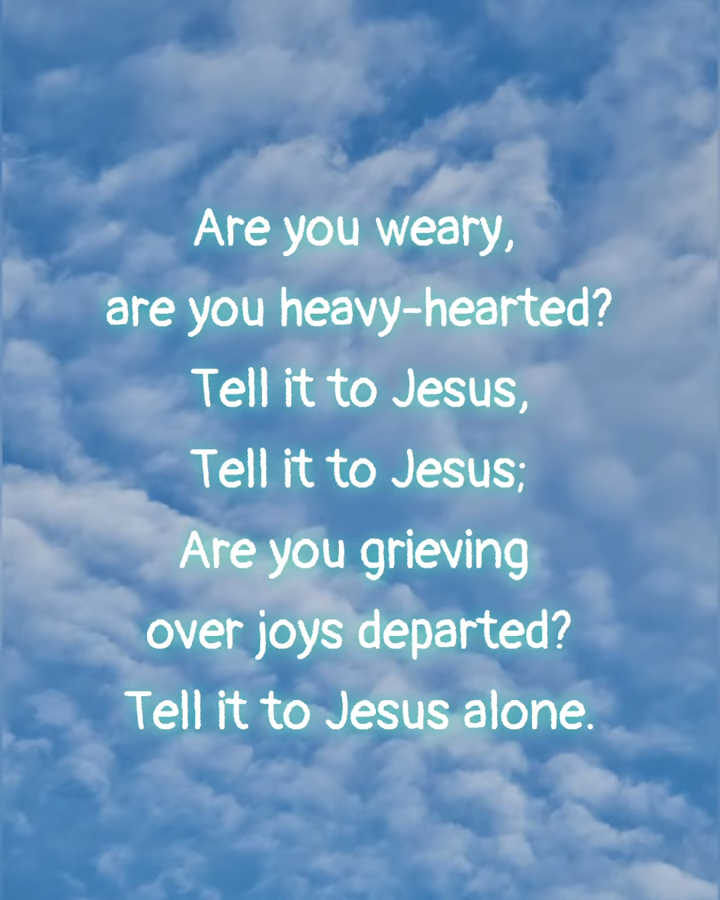 Are you weary,
are you heavy-hearted?
Tell it to Jesus,
Tell it to Jesus;
Are you grieving
over joys departed?
Tell it to Jesus alone.